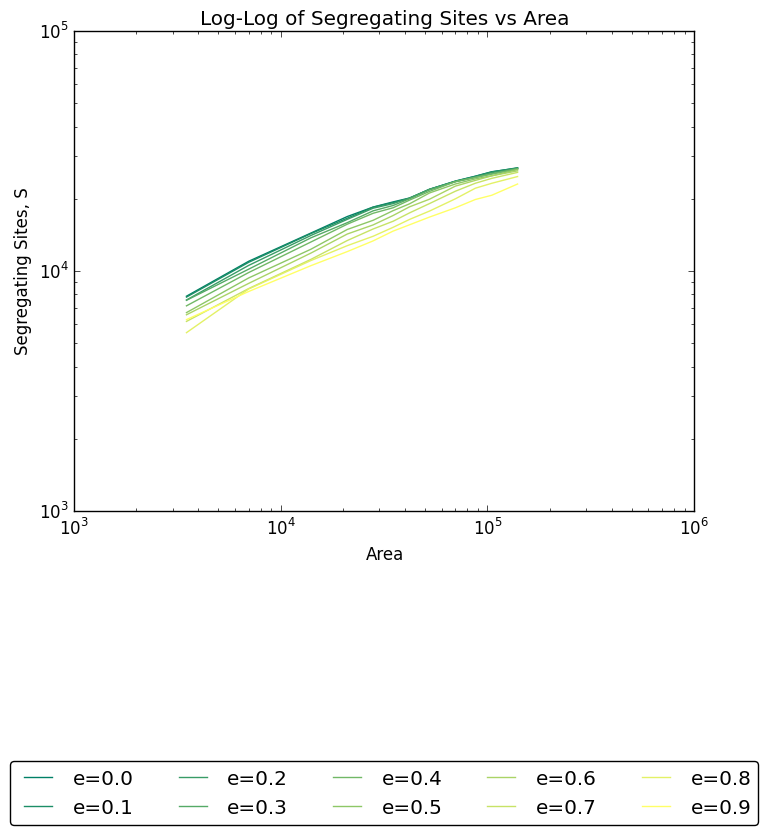 Log-Log of Segregating Sites vs Area
10^5
10^4
10^3
Segregating Sites, S
10^3 10^4 10^5 10^6
Area
e=0.0 e=0.2 e=0.4 e=0.6 e=0.8
e=0.1 e=0.3 e=0.5 e=0.7 e=0.9